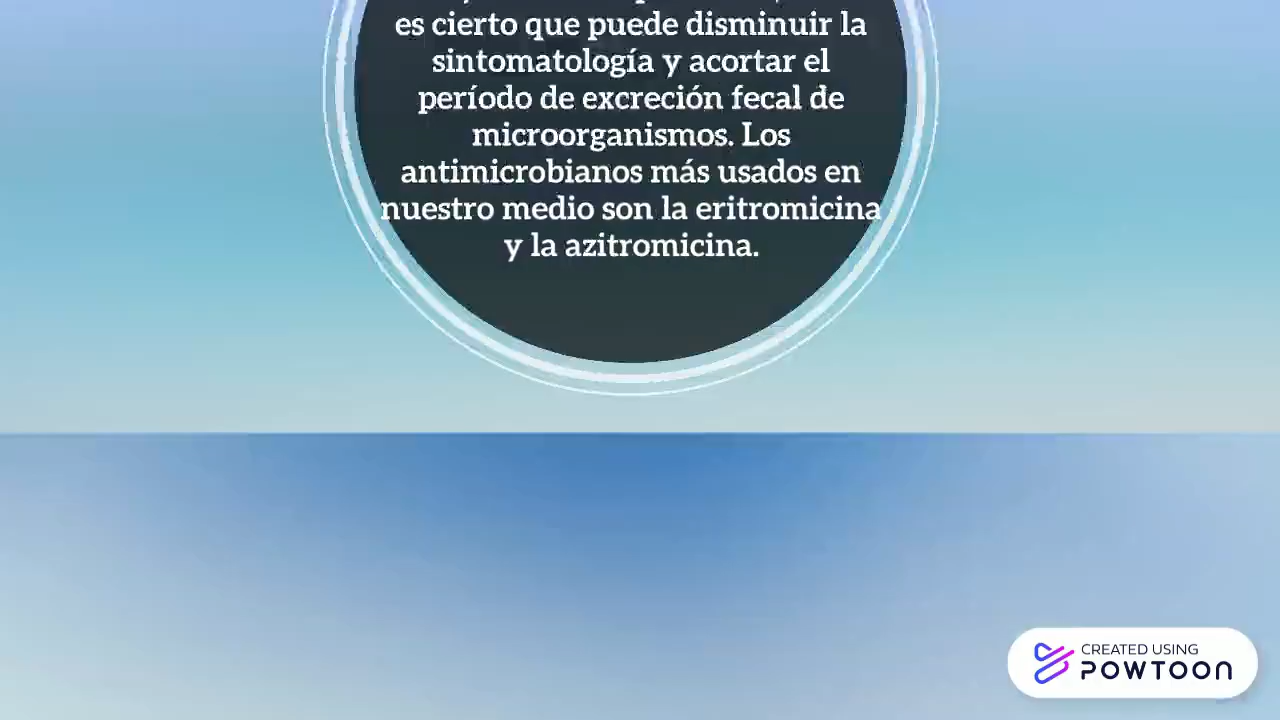 es cierto que puede disminuir la
sintomatología y acortar el
período de excreción fecal de
microorganismos. Los
antimicrobianos más usados en
nuestro medio son la eritromicina
y la azitromicina.
CREATED USING
POWTOON